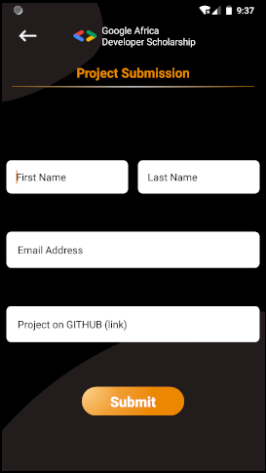 9:37
Google Africa
Developer Scholarship
Project Submission
First Name
Last Name
Email Address
Project on GITHUB (link)
Submit